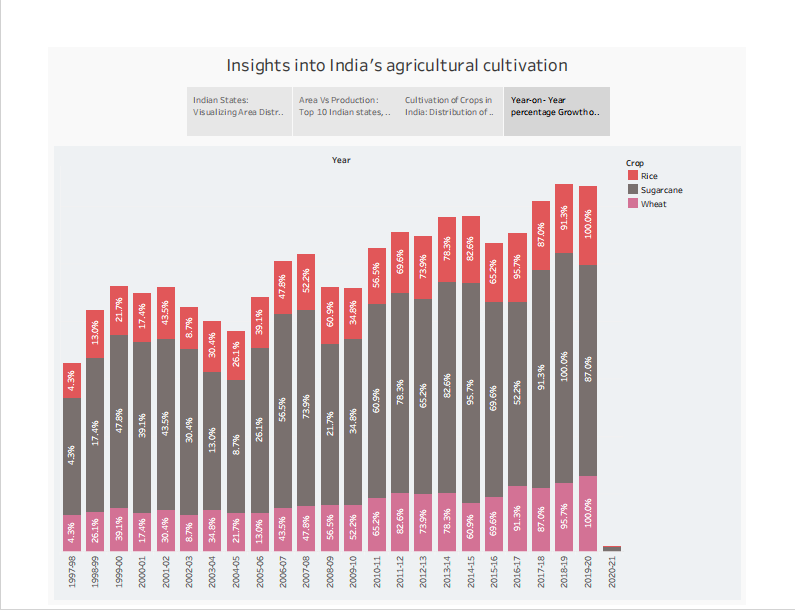 Insights into India's agricultural cultivation
Indian States:
Visualizing Area Distr..
Area Vs Production :
Top 10 Indian states, ..
Cultivation of Crops in
India: Distribution of ..
Year-on- Year
percentage Growth o..
Year
Crop
Rice
Sugarcane
Wheat
4.3% 13.0% 21.7% 17.4% 43.5% 8.7% 30.4% 26.1% 39.1% 47.8% 52.2% 60.9% 34.8% 56.5% 69.6% 73.9% 78.3% 82.6% 65.2% 95.7% 87.0% 91.3% 100.0%
4.3% 17.4% 47.8% 39.1% 43.5% 30.4% 13.0% 8.7% 26.1% 56.5% 73.9% 21.7% 34.8% 60.9% 78.3% 65.2% 82.6% 95.7% 69.6% 52.2% 91.3% 100.0% 87.0%
4.3% 26.1% 39.1% 17.4% 30.4% 8.7% 34.8% 21.7% 13.0% 43.5% 47.8% 56.5% 52.2% 65.2% 82.6% 73.9% 78.3% 60.9% 69.6% 91.3% 87.0% 95.7% 100.0%
1997-98 1998-99 1999-00 2000-01 2001-02 2002-03 2003-04 2004-05 2005-06 2006-07 2007-08 2008-09 2009-10 2010-11 2011-12 2012-13 2013-14 2014-15 2015-16 2016-17 2017-18 2018-19 2019-20 2020-21